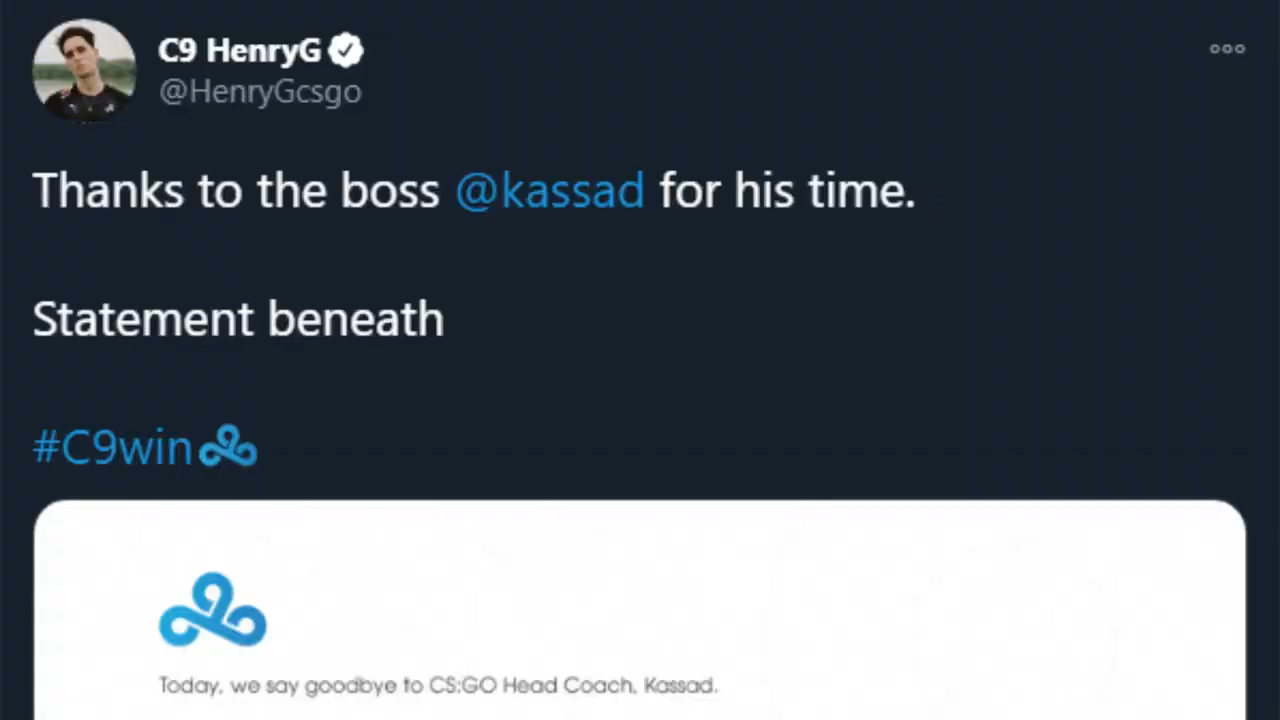 C9 HenryG
@HenryGcsgo
Thanks to the boss @kassad for his time.
Statement beneath
#C9win
Today, we say goodbye to CS:GO Head Coach, Kassad.